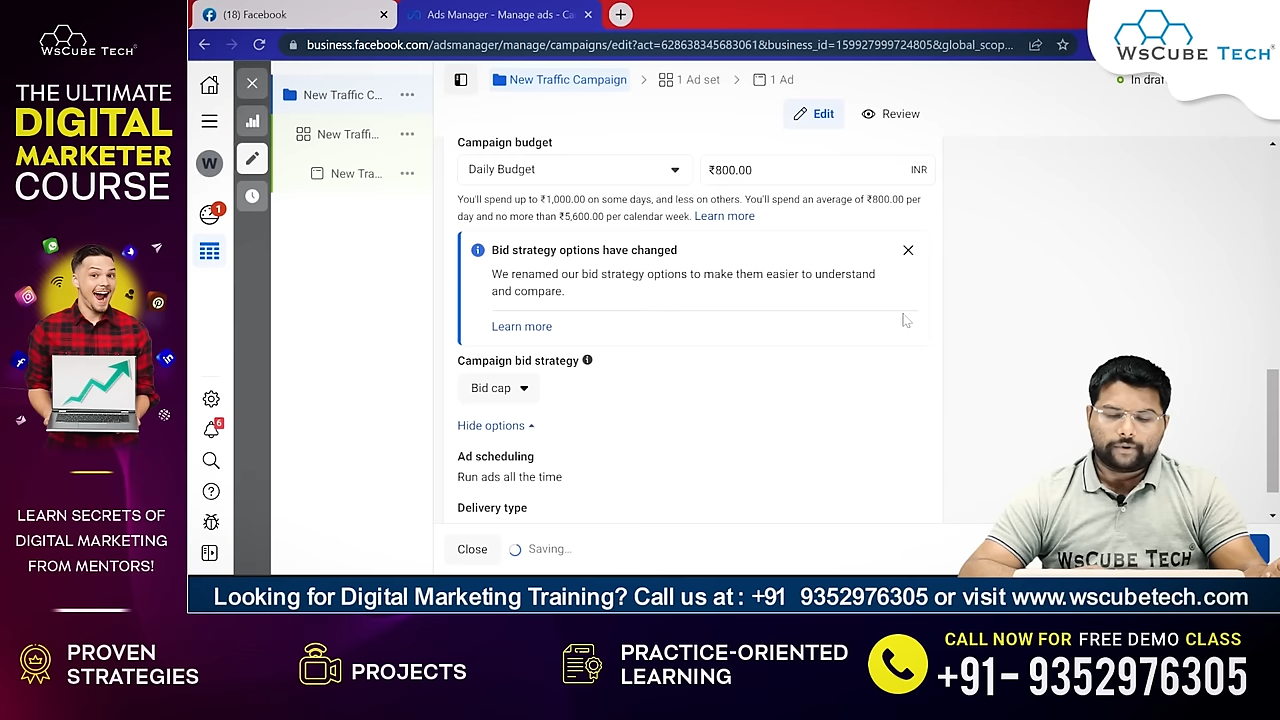 WsCube Tech
THE ULTIMATE
DIGITAL
MARKETER
COURSE
LEARN SECRETS OF
DIGITAL MARKETING
FROM MENTORS!
(18) Facebook
Ads Manager - Manage ads - Ca
business.facebook.com/adsmanager/manage/campaigns/edit?act=628638345683061&business_id=1599279997248058&global_scop...
WsCube Tech
New Traffic C... ...
New Traffi... ...
New Tra... ...
W
1
6
New Traffic Campaign
1 Ad set
1 Ad
In draf
Edit
Review
Campaign budget
Daily Budget
₹800.00
INR
You'll spend up to ₹1,000.00 on some days, and less on others. You'll spend an average of ₹800.00 per
day and no more than ₹5,600.00 per calendar week. Learn more
Bid strategy options have changed
We renamed our bid strategy options to make them easier to understand
and compare.
Learn more
Campaign bid strategy
Bid cap
Hide options
Ad scheduling
Run ads all the time
Delivery type
Close
Saving...
WsCube Tech
Looking for Digital Marketing Training? Call us at : +91 9352976305 or visit www.wscubetech.com
PROVEN
STRATEGIES
PROJECTS
PRACTICE-ORIENTED
LEARNING
CALL NOW FOR FREE DEMO CLASS
+91- 9352976305